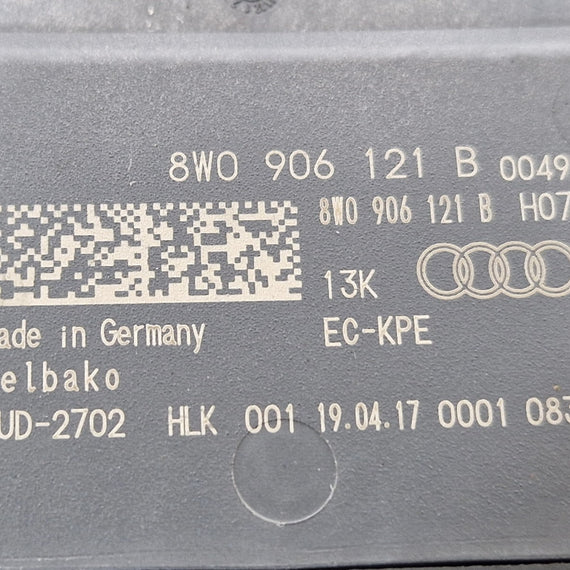 8W0 906 121 B 0049
8W0 906 121 B H07
13K
ade in Germany EC-KPE
elbako
UD-2702 HLK 001 19.04.17 0001 083